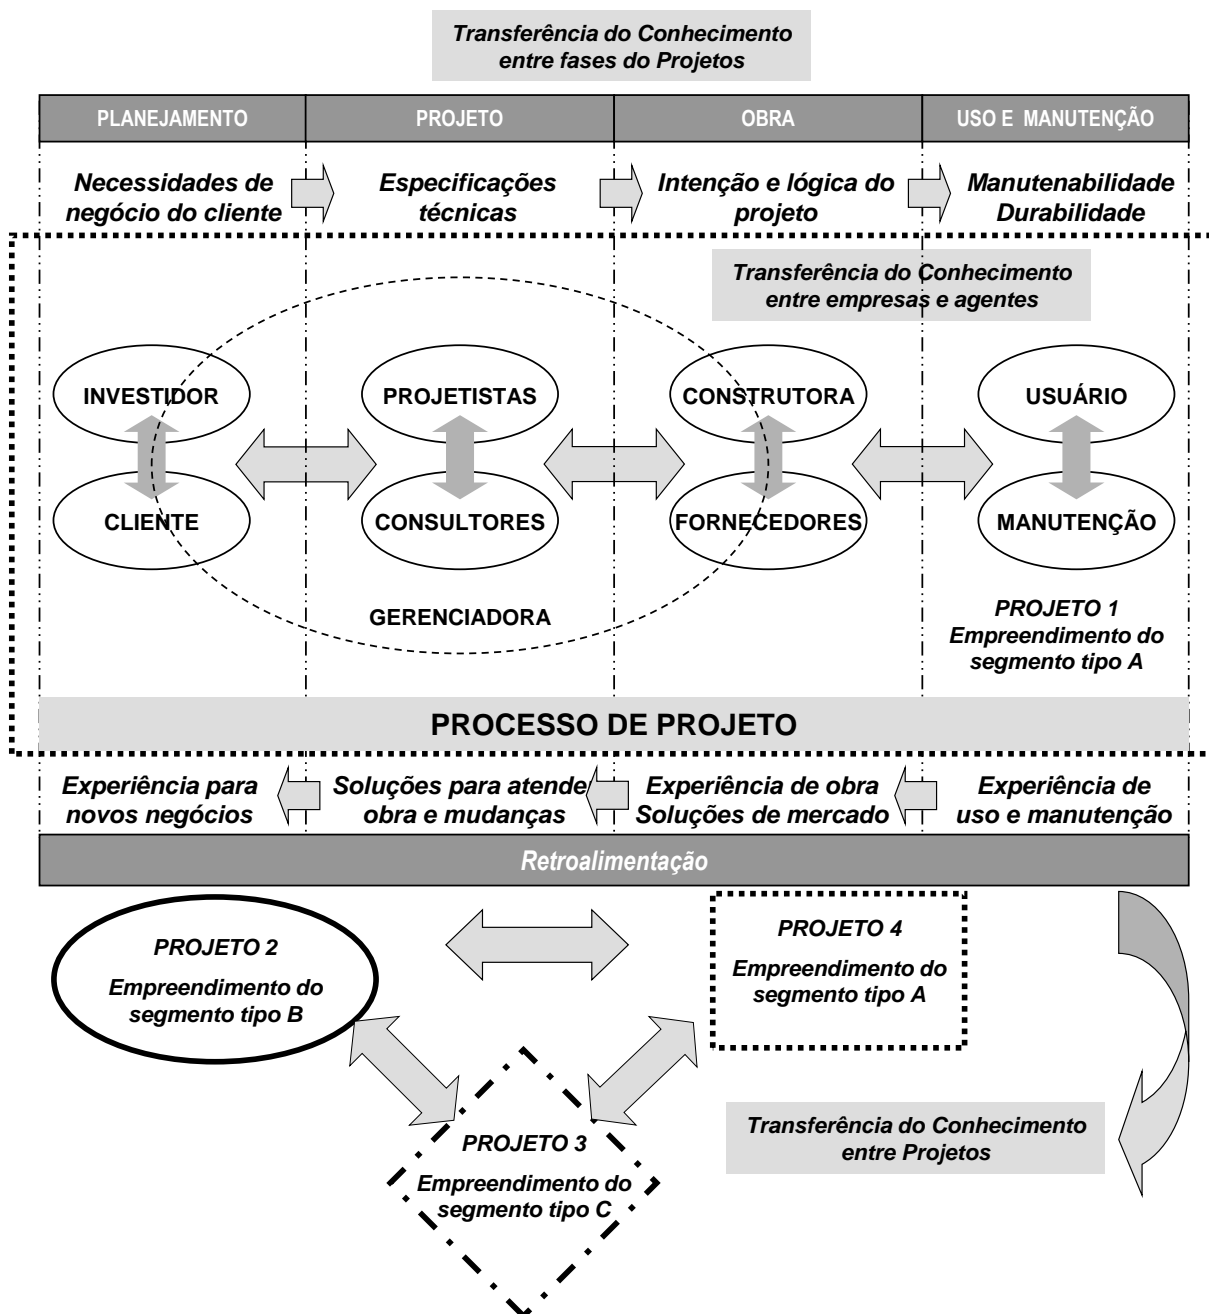 Transferência do Conhecimento
entre fases do Projetos
PLANEJAMENTO
PROJETO
OBRA
USO E MANUTENÇÃO
Necessidades de
negócio do cliente
Especificações
técnicas
Intenção e lógica do
projeto
Manutenabilidade
Durabilidade
Transferência do Conhecimento
entre empresas e agentes
INVESTIDOR
PROJETISTAS
CONSTRUTORA
USUÁRIO
CLIENTE
CONSULTORES
FORNECEDORES
MANUTENÇÃO
GERENCIADORA
PROJETO 1
Empreendimento do
segmento tipo A
PROCESSO DE PROJETO
Experiência para
novos negócios
Soluções para atende
obra e mudanças
Experiência de obra
Soluções de mercado
Experiência de
uso e manutenção
Retroalimentação
PROJETO 2
Empreendimento do
segmento tipo B
PROJETO 4
Empreendimento do
segmento tipo A
PROJETO 3
Empreendimento do
segmento tipo C
Transferência do Conhecimento
entre Projetos